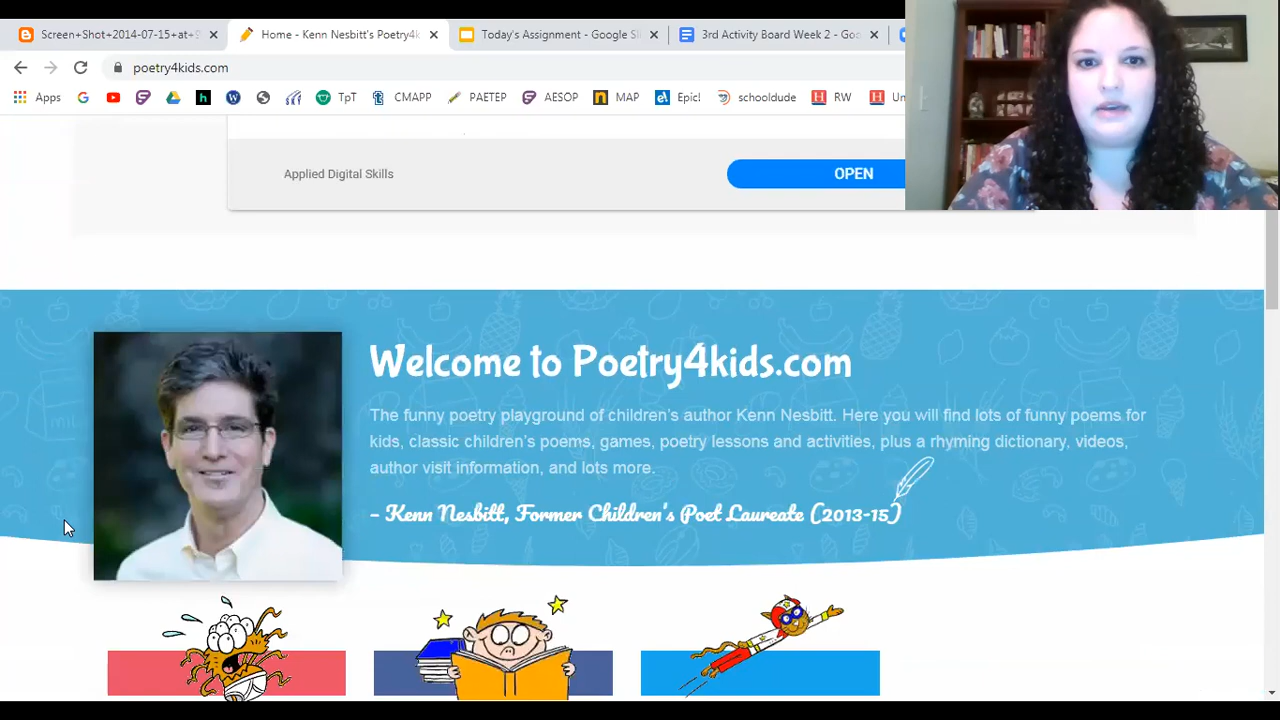 Screen+Shot+2014-07-15+at+
Home - Kenn Nesbitt's Poetry4k
Today's Assignment - Google Sli
3rd Activity Board Week 2 - Goo
poetry4kids.com
Apps
TpT
CMAPP
PAETEP
AESOP
MAP
Epic!
schooldude
RW
Un
Applied Digital Skills
OPEN
Welcome to Poetry4kids.com
The funny poetry playground of children's author Kenn Nesbitt. Here you will find lots of funny poems for
kids, classic children's poems, games, poetry lessons and activities, plus a rhyming dictionary, videos,
author visit information, and lots more.
– Kenn Nesbitt, Former Children's Poet Laureate (2013-15)